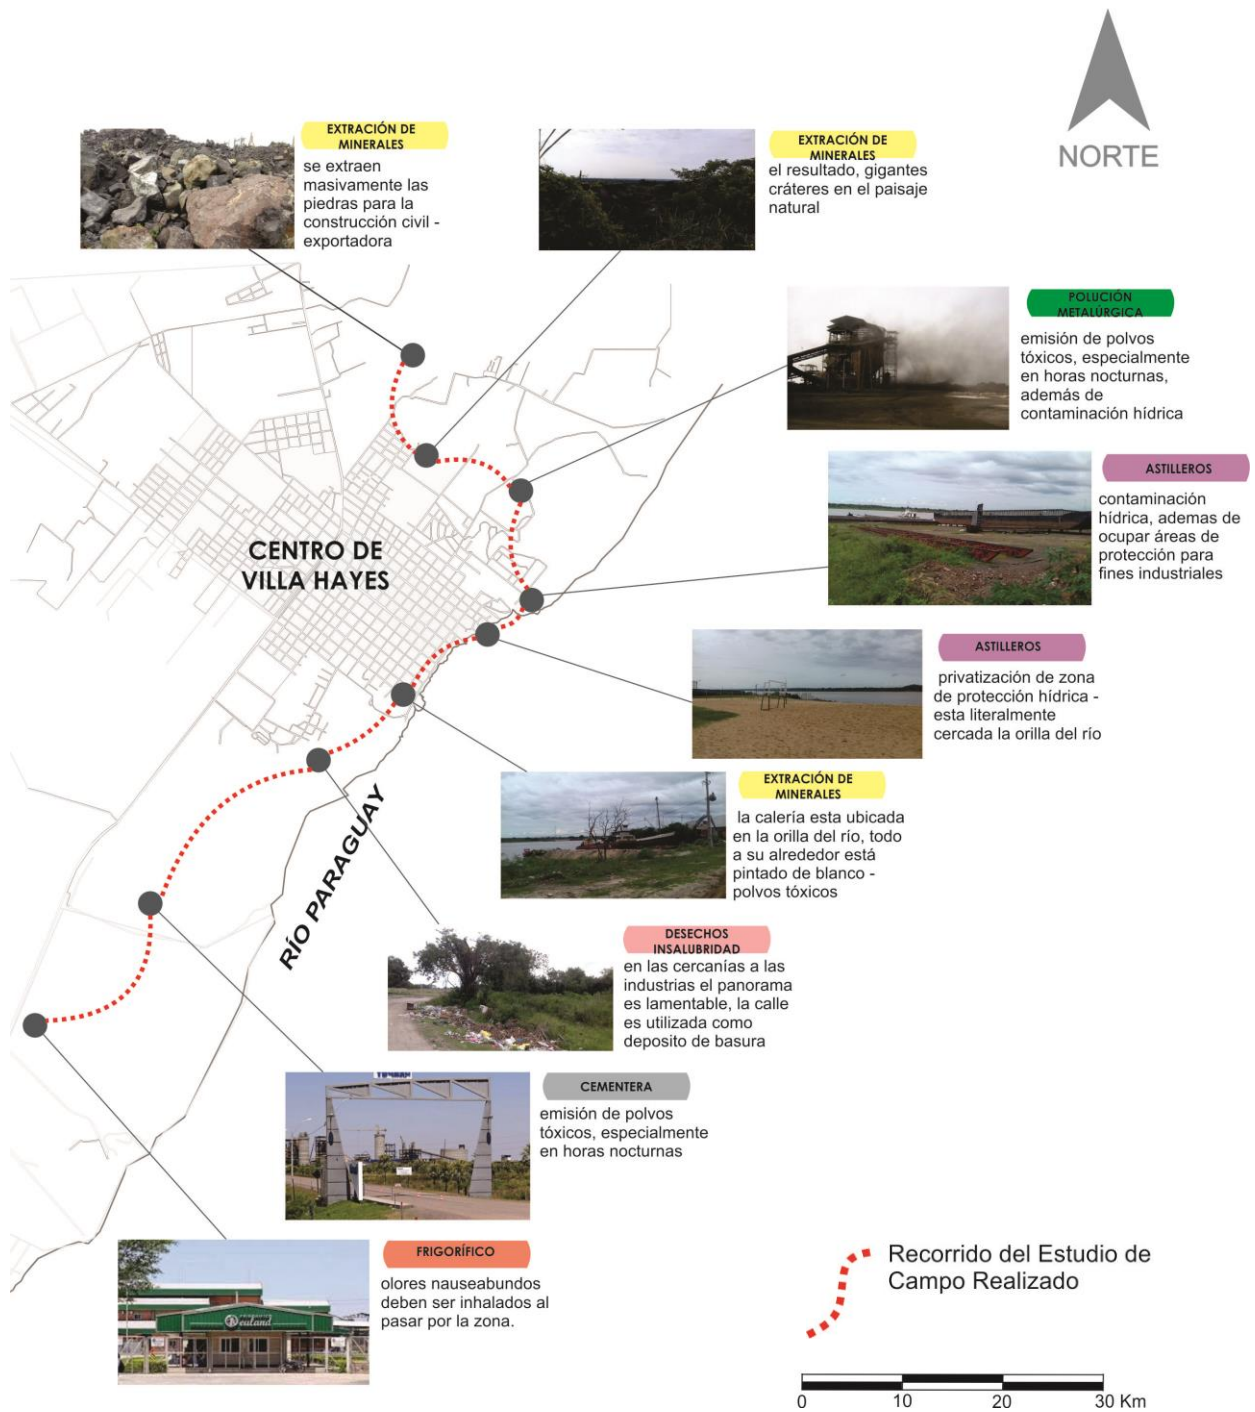 NORTE
EXTRACIÓN DE
MINERALES
se extraen
masivamente las
piedras para la
construcción civil -
exportadora
EXTRACIÓN DE
MINERALES
el resultado, gigantes
cráteres en el paisaje
natural
POLUCIÓN
METALÚRGICA
emisión de polvos
tóxicos, especialmente
en horas nocturnas,
además de
contaminación hídrica
ASTILLEROS
contaminación
hídrica, ademas de
ocupar áreas de
protección para
fines industriales
CENTRO DE
VILLA HAYES
ASTILLEROS
privatización de zona
de protección hídrica -
esta literalmente
cercada la orilla del río
EXTRACIÓN DE
MINERALES
la calería esta ubicada
en la orilla del río, todo
a su alrededor está
pintado de blanco -
polvos tóxicos
RÍO PARAGUAY
DESECHOS
INSALUBRIDAD
en las cercanías a las
industrias el panorama
es lamentable, la calle
es utilizada como
deposito de basura
CEMENTERA
emisión de polvos
tóxicos, especialmente
en horas nocturnas
FRIGORÍFICO
olores nauseabundos
deben ser inhalados al
pasar por la zona.
Neuland
Recorrido del Estudio de
Campo Realizado
0 10 20 30 Km